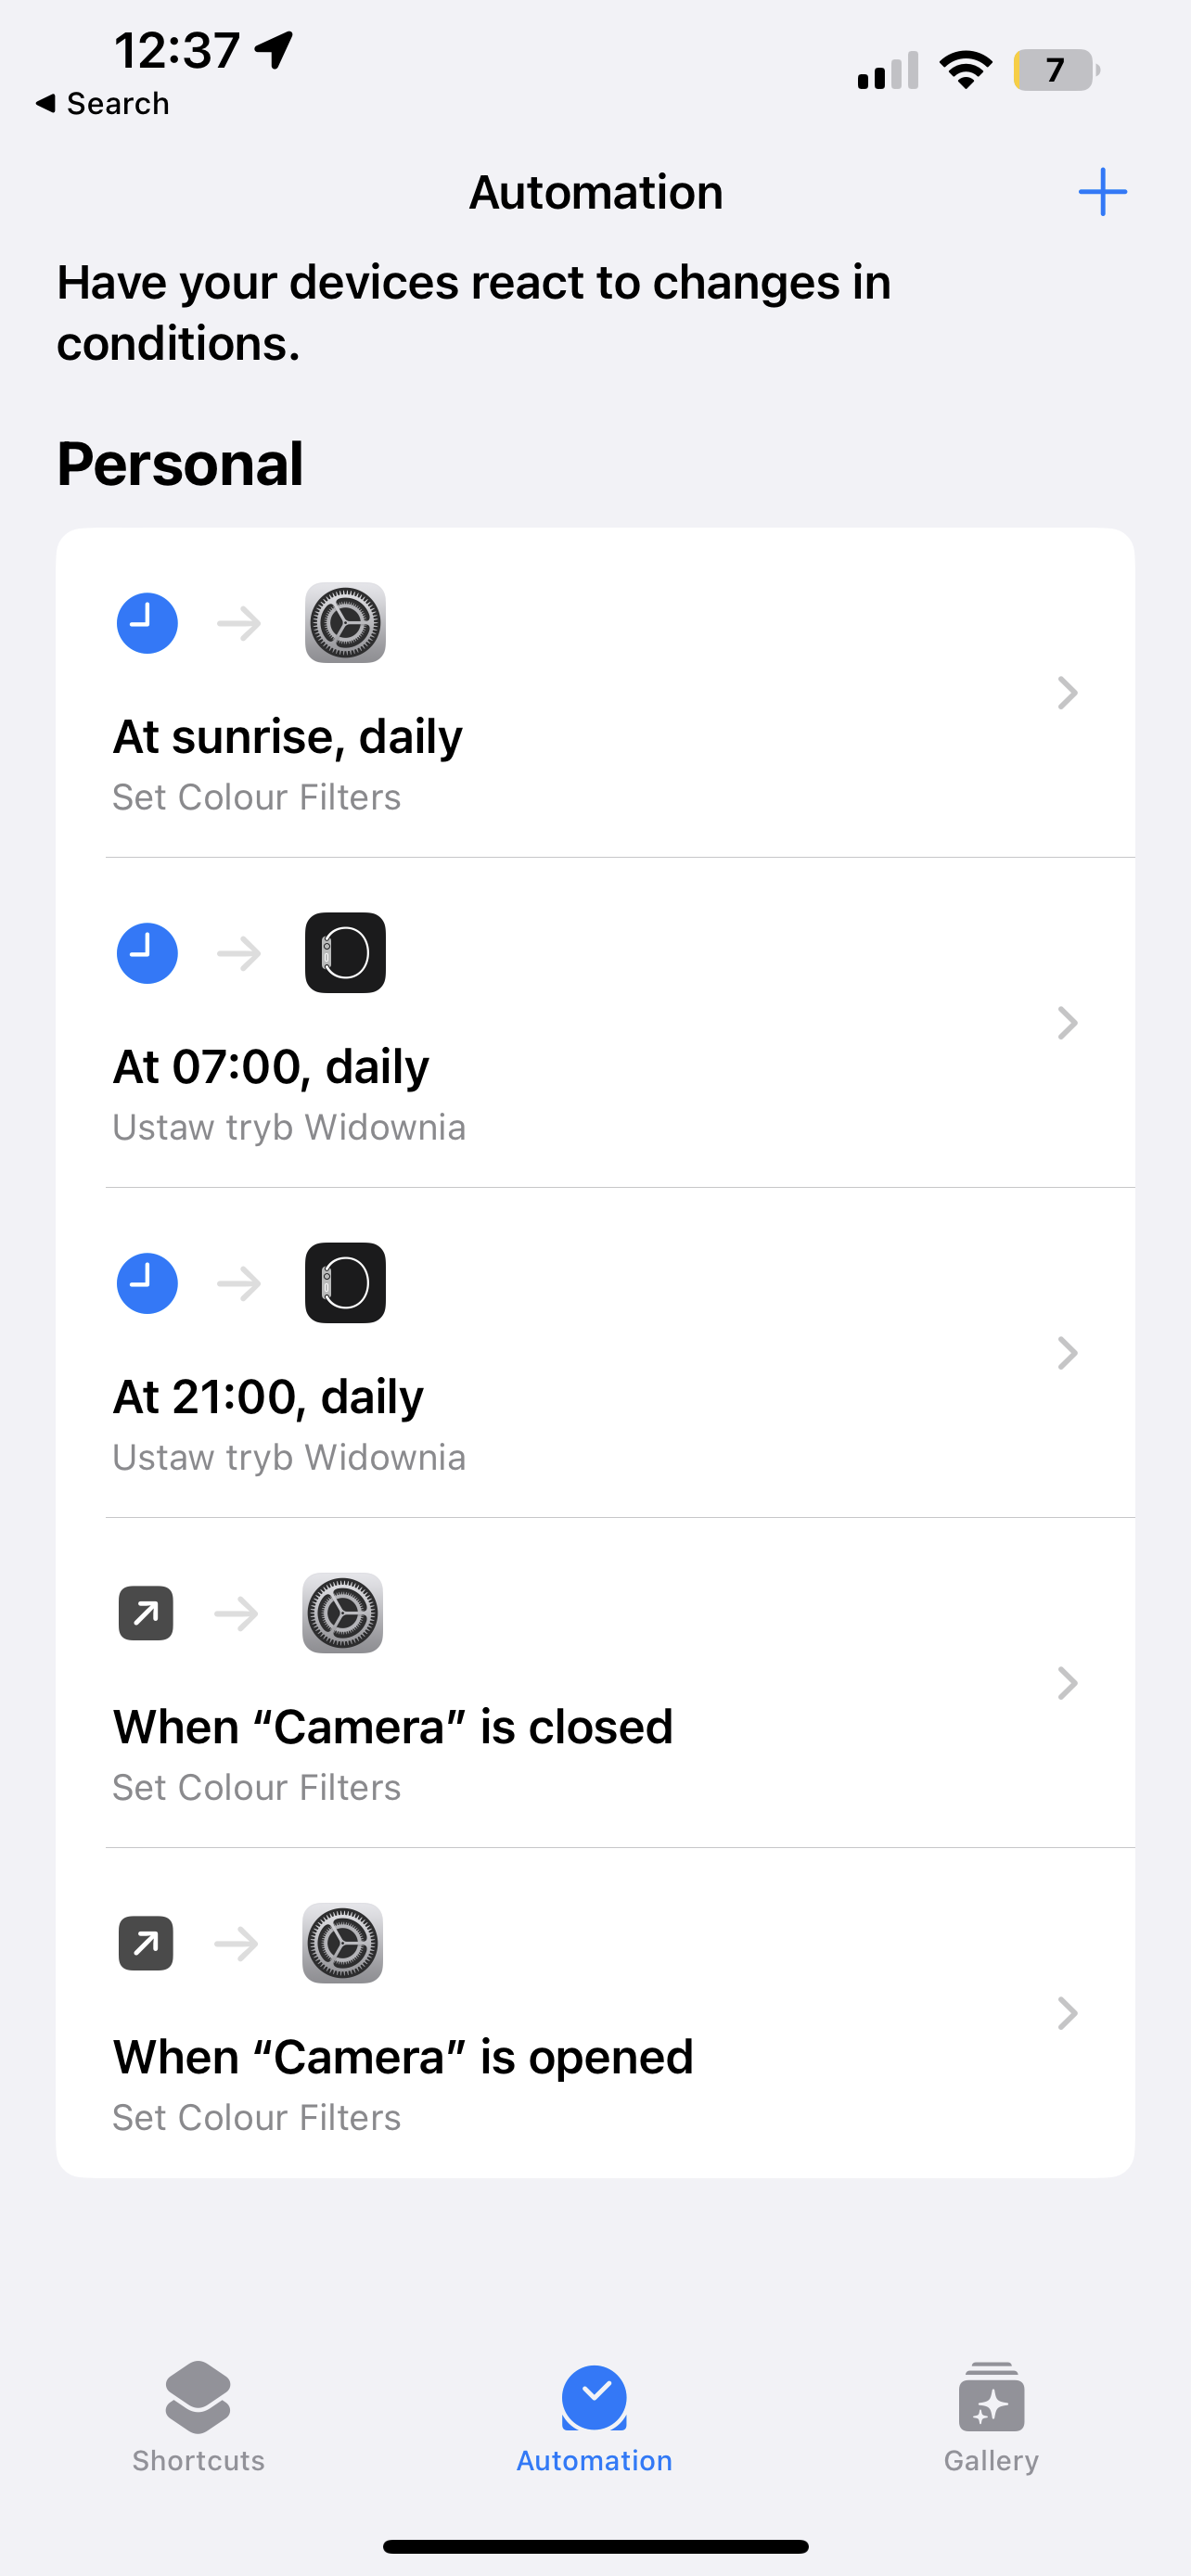 12:37
Search
7
Automation
Have your devices react to changes in
conditions.
Personal
At sunrise, daily
Set Colour Filters
At 07:00, daily
Ustaw tryb Widownia
At 21:00, daily
Ustaw tryb Widownia
When “Camera” is closed
Set Colour Filters
When “Camera” is opened
Set Colour Filters
Shortcuts
Automation
Gallery